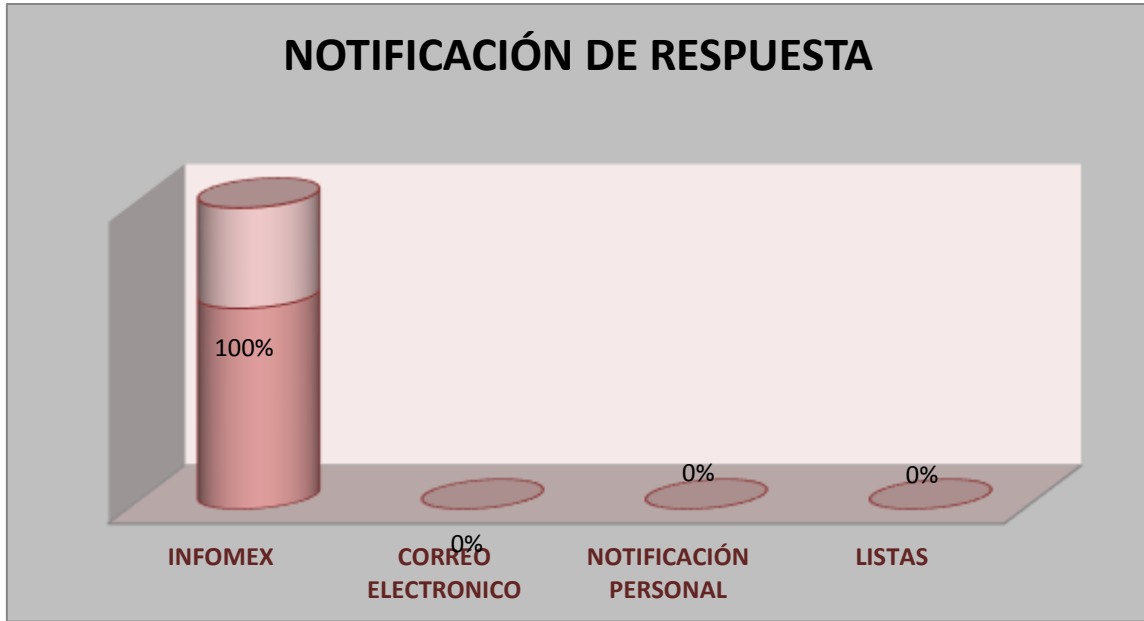 NOTIFICACIÓN DE RESPUESTA
100%
0%
0%
0%
INFOMEX
CORREO
ELECTRONICO
NOTIFICACIÓN
PERSONAL
LISTAS